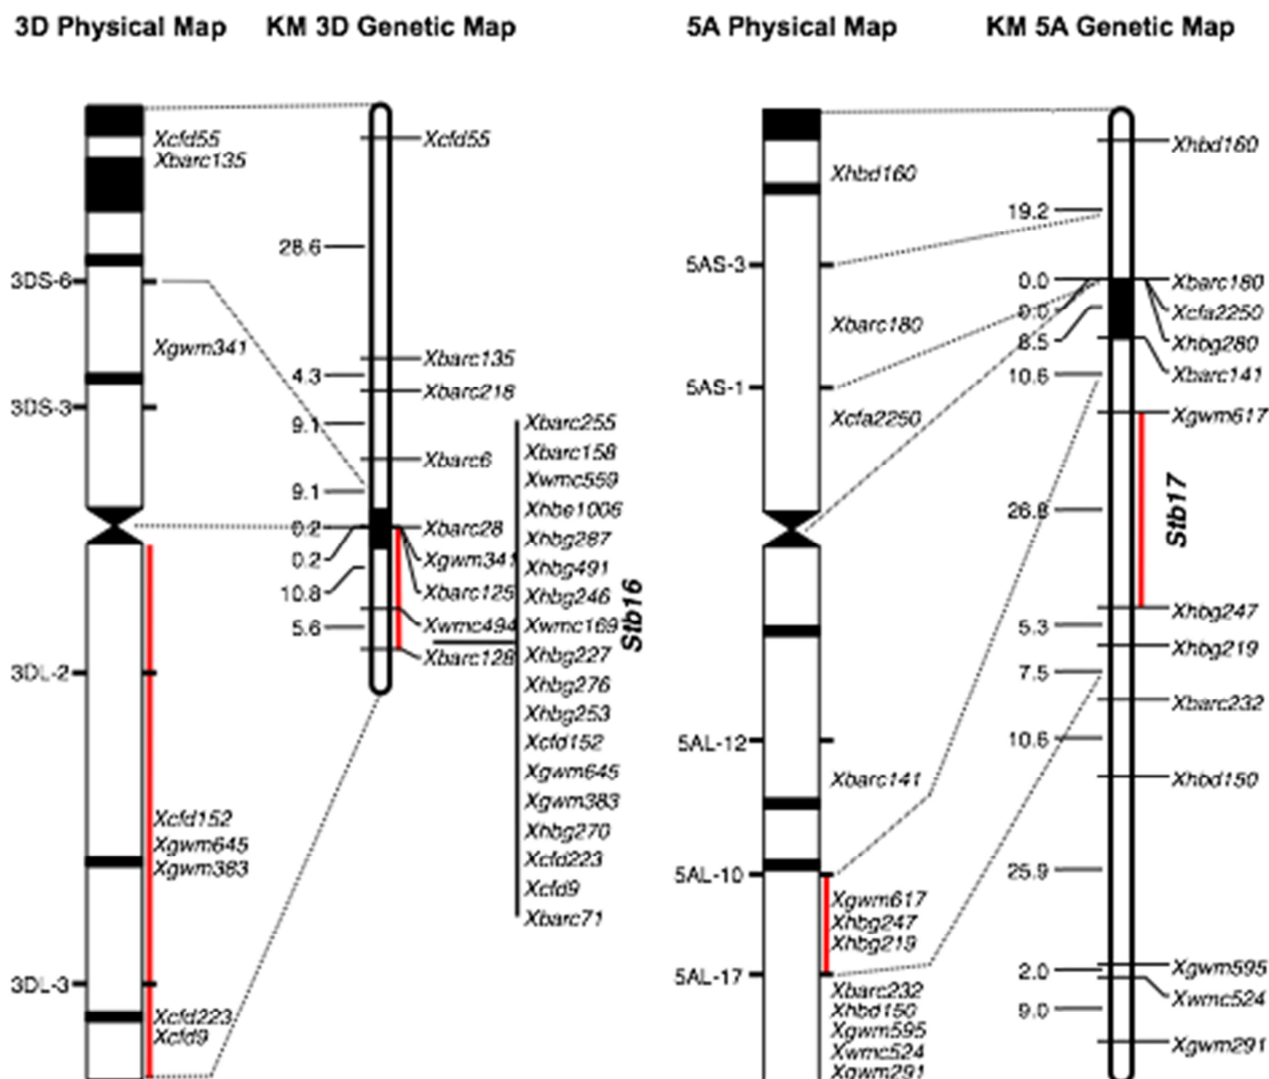 3D Physical Map
KM 3D Genetic Map
5A Physical Map
KM 5A Genetic Map
Xcfd55
Xbarc135
3DS-6
Xgwm341
3DS-3
3DL-2
Xcfd152
Xgwm645
Xgwm383
3DL-3
Xcfd223
Xcfd9
28.6
4.3
9.1
9.1
0.2
0.2
10.8
5.6
Xcfd55
Xbarc135
Xbarc218
Xbarc6
Xbarc28
Xgwm341
Xbarc125
Xwmc494
Xbarc128
Xbarc255
Xbarc158
Xwmc559
Xhbe1006
Xhbg287
Xhbg491
Xhbg246
Xwmc169
Xhbg227
Xhbg276
Xhbg253
Xcfd152
Xgwm645
Xgwm383
Xhbg270
Xcfd223
Xcfd9
Xbarc71
Stb16
Xhbd160
5AS-3
Xbarc180
5AS-1
Xcfa2250
5AL-12
Xbarc141
5AL-10
Xgwm617
Xhbg247
Xhbg219
5AL-17
Xbarc232
Xhbd150
Xgwm595
Xwmc524
Xgwm291
19.2
0.0
0.0
8.5
10.6
26.8
5.3
7.5
10.6
25.9
2.0
9.0
Xhbd160
Xbarc180
Xcfa2250
Xhbg280
Xbarc141
Xgwm617
Xhbg247
Xhbg219
Xbarc232
Xhbd150
Xgwm595
Xwmc524
Xgwm291
Stb17